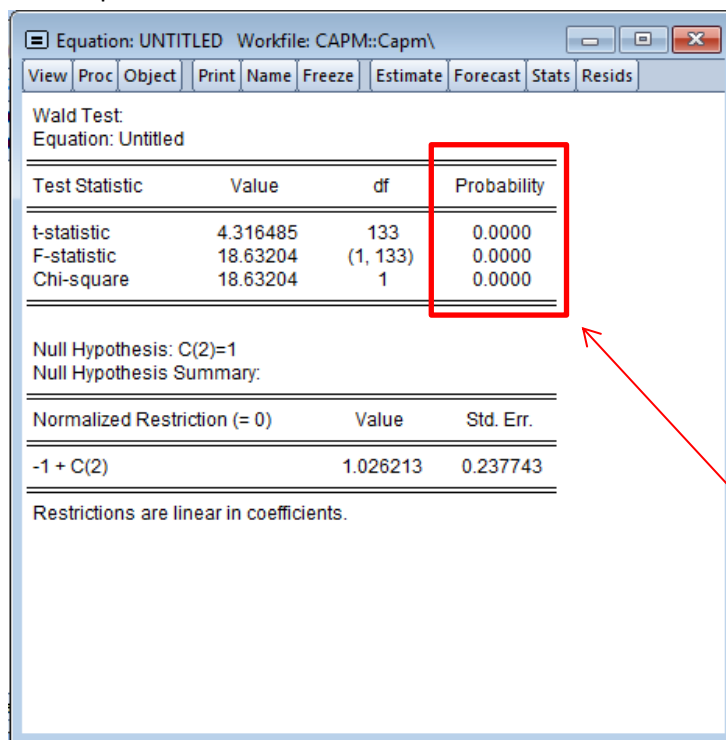 Equation: UNTITLED Workfile: CAPM::Capm\
View Proc Object Print Name Freeze Estimate Forecast Stats Resids
Wald Test:
Equation: Untitled
Test Statistic Value df Probability
t-statistic 4.316485 133 0.0000
F-statistic 18.63204 (1, 133) 0.0000
Chi-square 18.63204 1 0.0000
Null Hypothesis: C(2)=1
Null Hypothesis Summary:
Normalized Restriction (= 0) Value Std. Err.
-1 + C(2) 1.026213 0.237743
Restrictions are linear in coefficients.